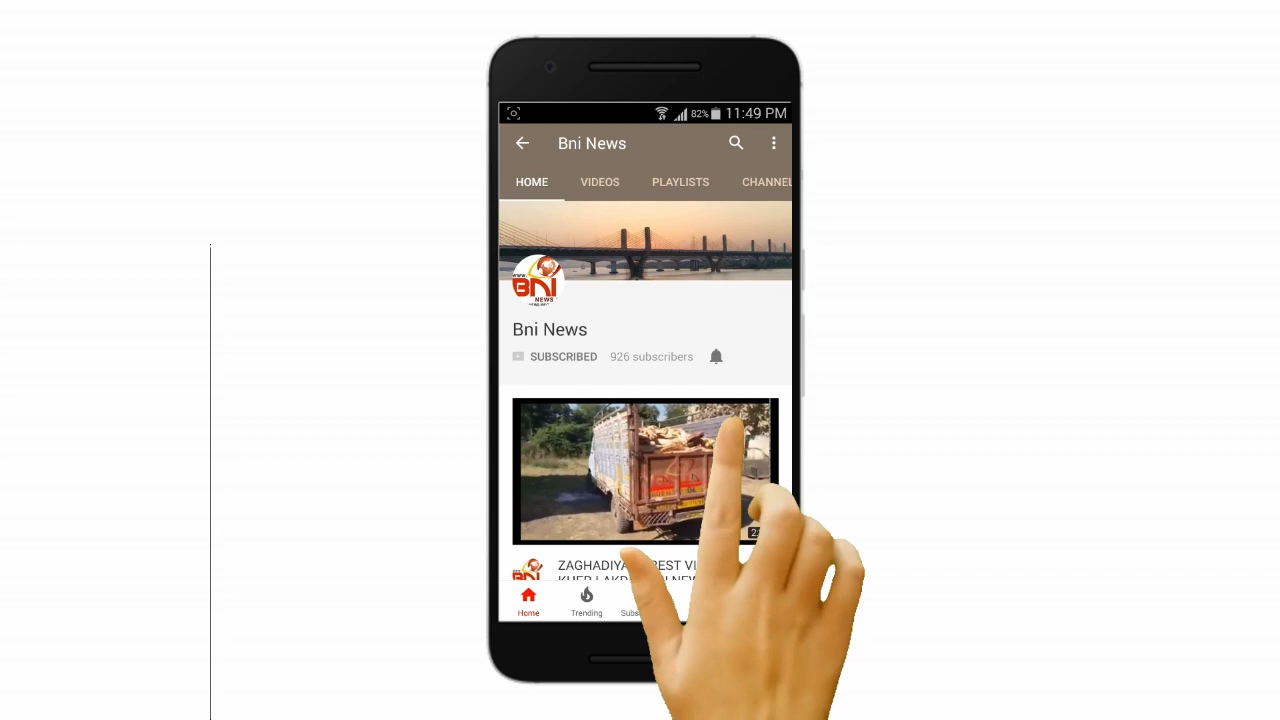 82% 11:49 PM
Bni News
HOME VIDEOS PLAYLISTS CHANNEL
www.
BNI
NEWS
Bni News
SUBSCRIBED 926 subscribers
ZAGHADIYA
Home Trending